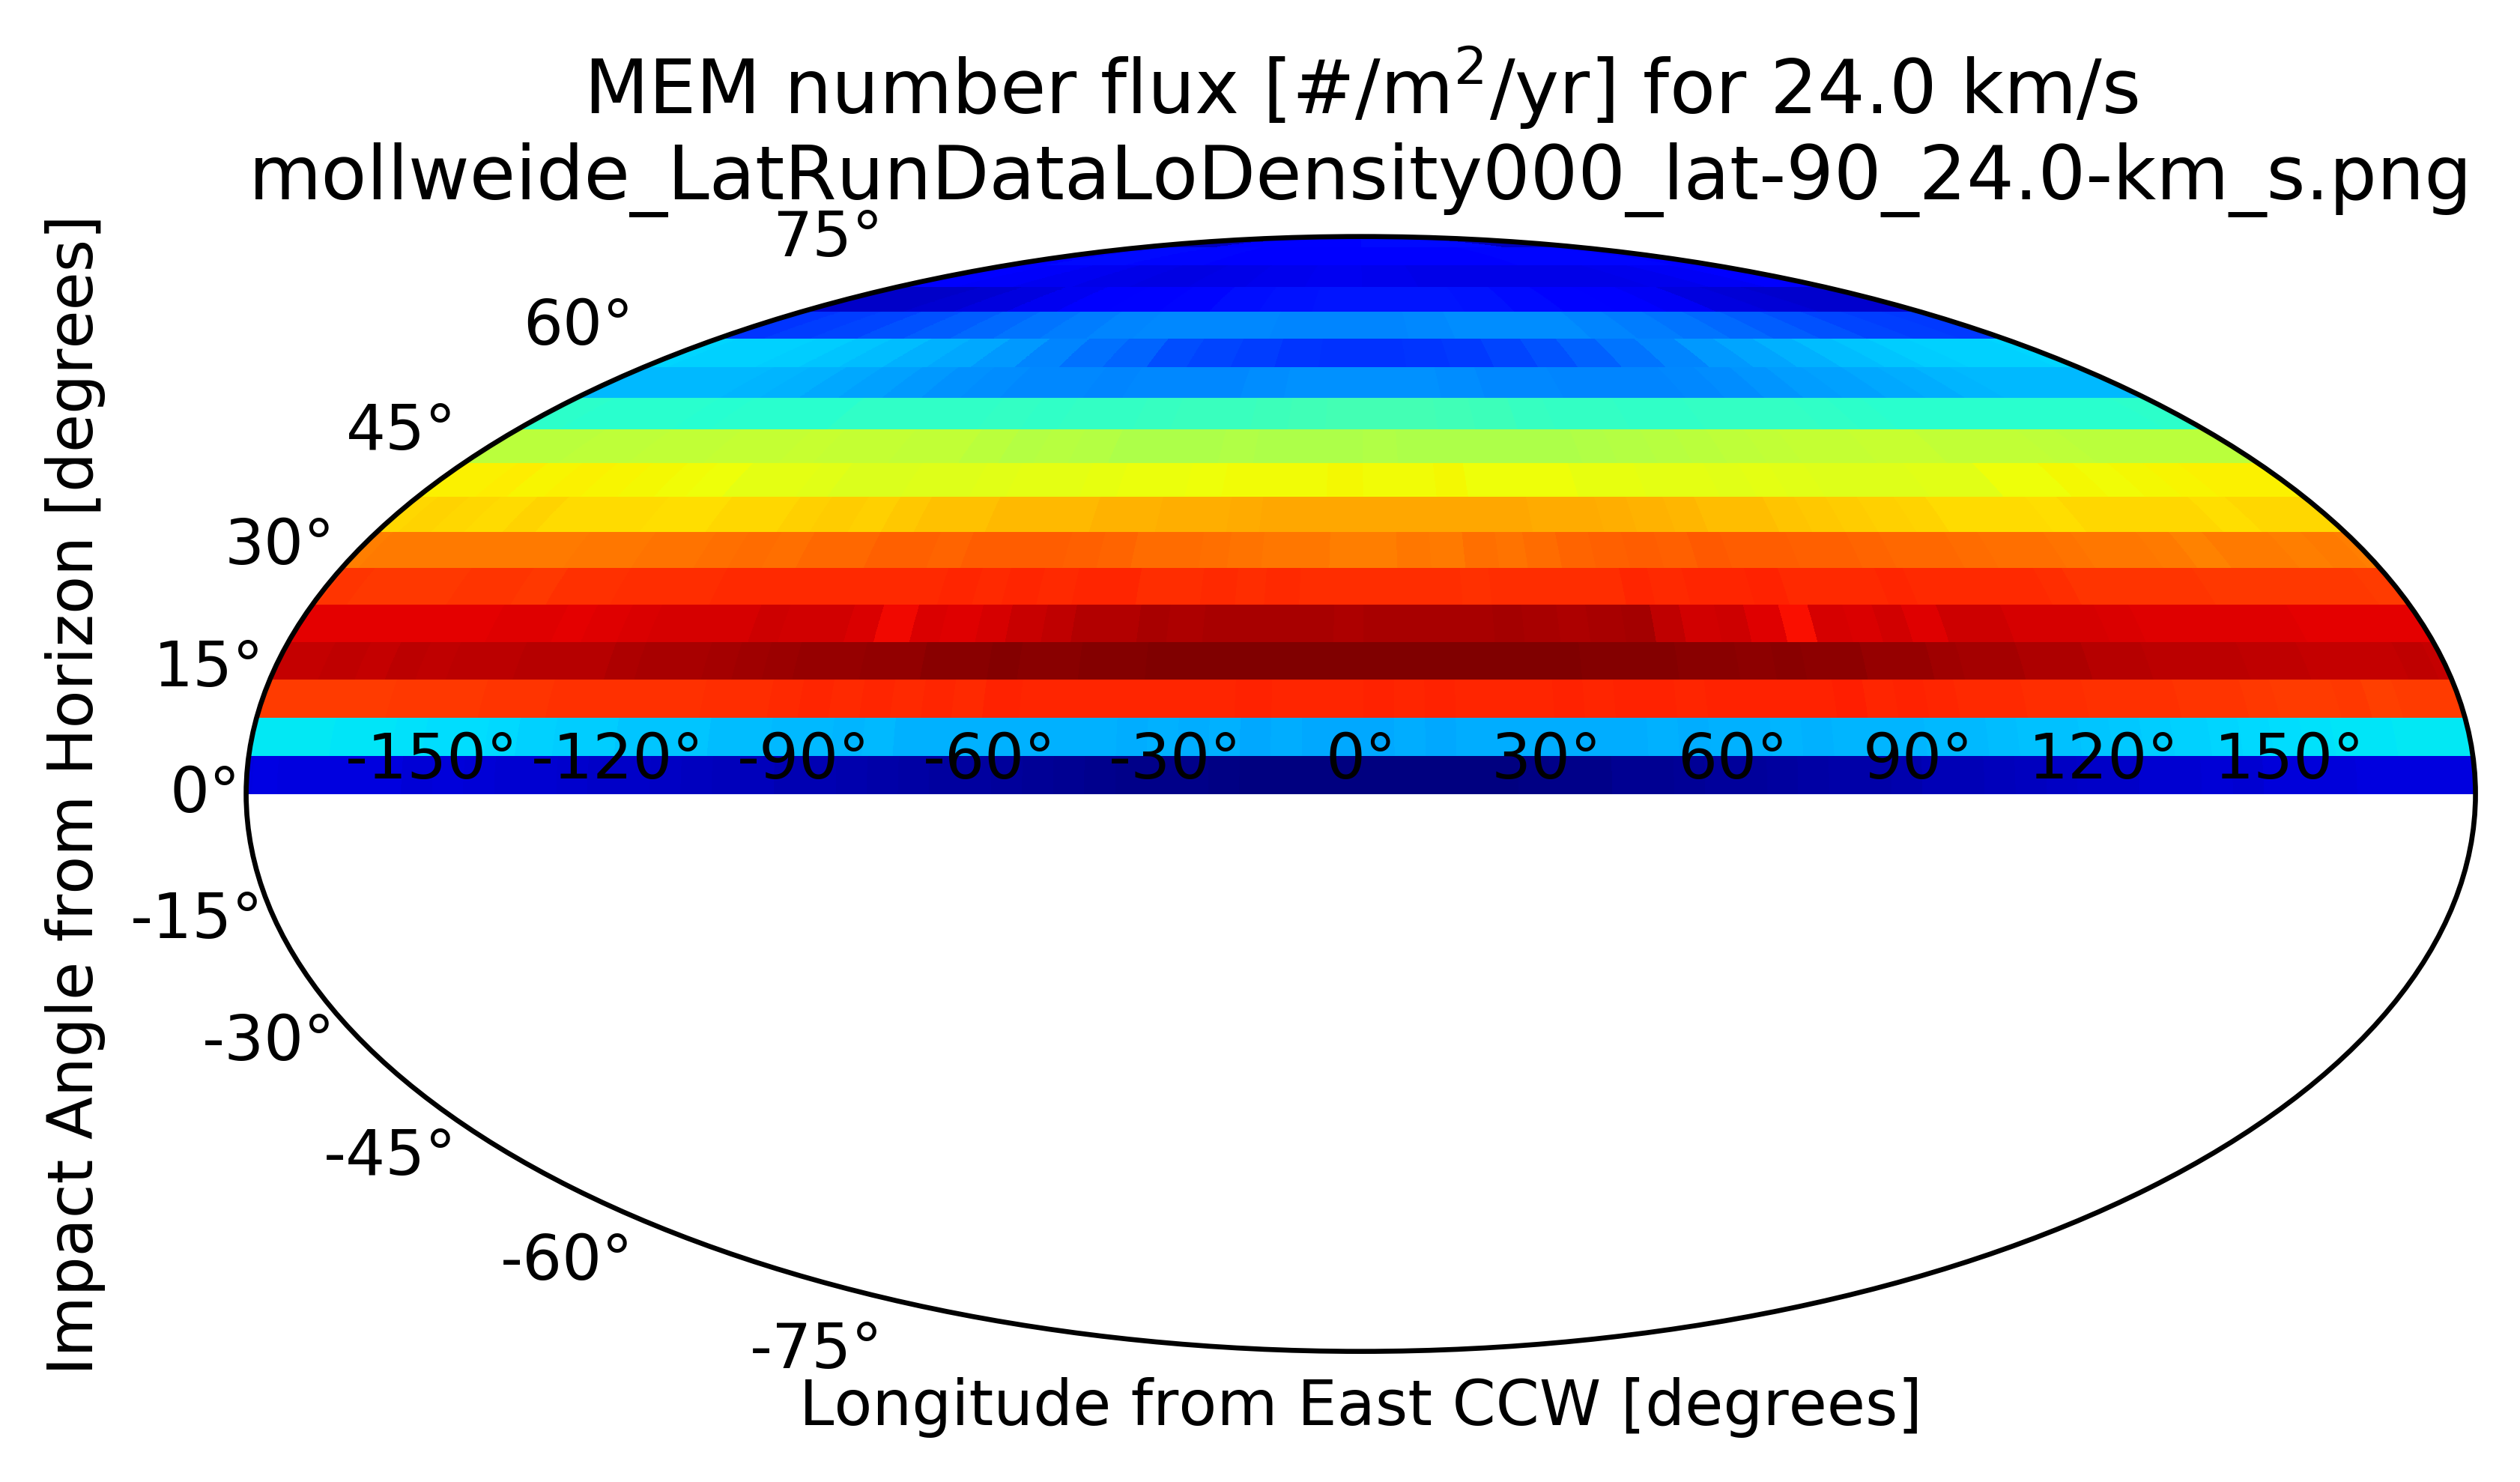 MEM number flux [#/m²/yr] for 24.0 km/s
mollweide_LatRunDataLoDensity000_lat-90_24.0-km_s.png
Impact Angle from Horizon [degrees]
75°
60°
45°
30°
15°
0°
-15°
-30°
-45°
-60°
-75°
-150° -120° -90° -60° -30° 0° 30° 60° 90° 120° 150°
Longitude from East CCW [degrees]